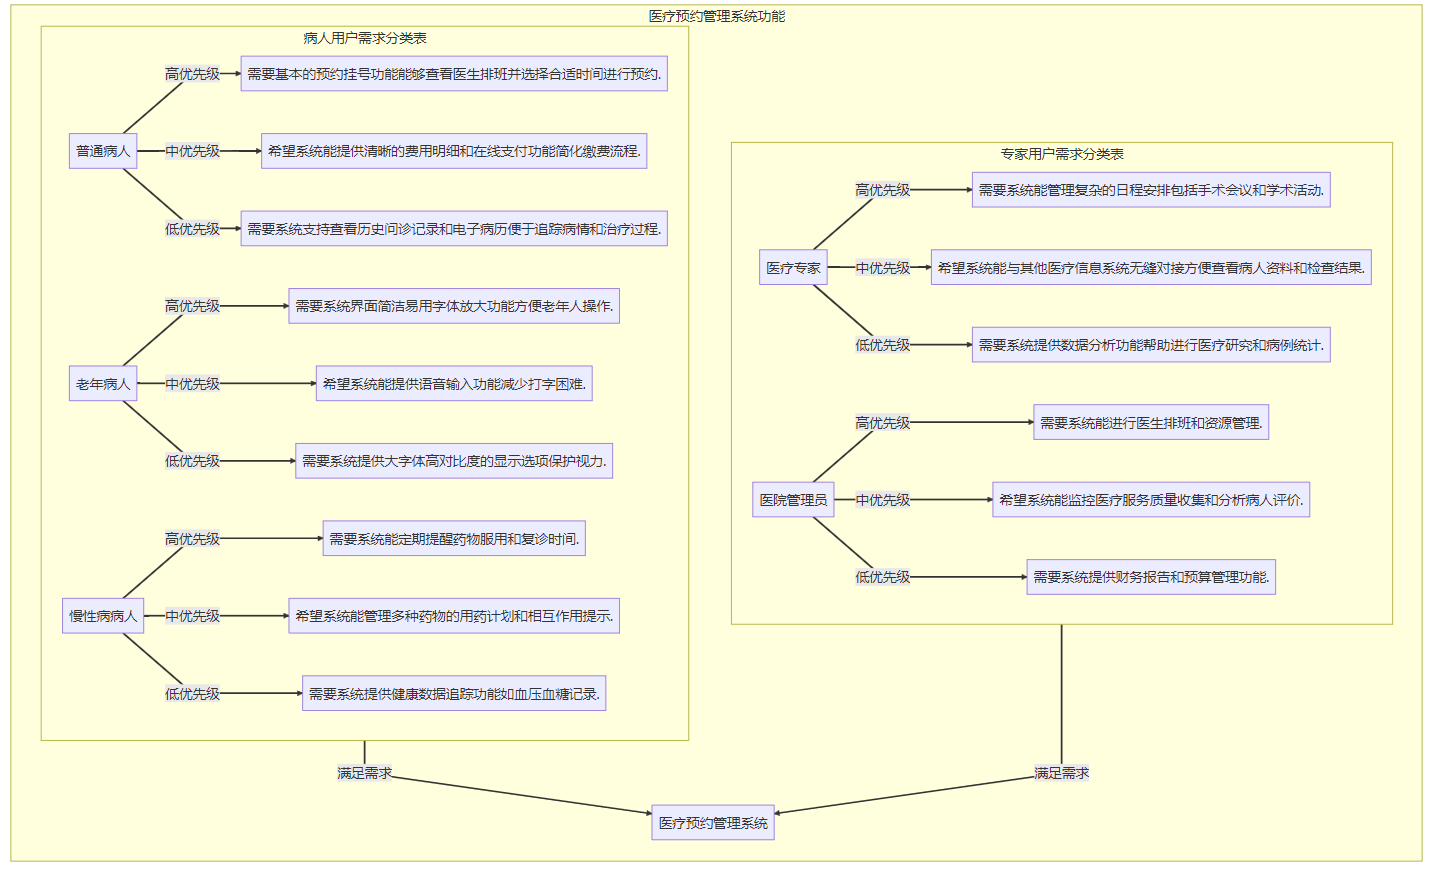 医疗预约管理系统功能
病人用户需求分类表
普通病人
高优先级
需要基本的预约挂号功能能够查看医生排班并选择合适时间进行预约.
中优先级
希望系统能提供清晰的费用明细和在线支付功能简化缴费流程.
低优先级
需要系统支持查看历史问诊记录和电子病历便于追踪病情和治疗过程.
老年病人
高优先级
需要系统界面简洁易用字体放大功能方便老年人操作.
中优先级
希望系统能提供语音输入功能减少打字困难.
低优先级
需要系统提供大字体高对比度的显示选项保护视力.
慢性病病人
高优先级
需要系统能定期提醒药物服用和复诊时间.
中优先级
希望系统能管理多种药物的用药计划和相互作用提示.
低优先级
需要系统提供健康数据追踪功能如血压血糖记录.
专家用户需求分类表
医疗专家
高优先级
需要系统能管理复杂的日程安排包括手术会议和学术活动.
中优先级
希望系统能与其他医疗信息系统无缝对接方便查看病人资料和检查结果.
低优先级
需要系统提供数据分析功能帮助进行医疗研究和病例统计.
医院管理员
高优先级
需要系统能进行医生排班和资源管理.
中优先级
希望系统能监控医疗服务质量收集和分析病人评价.
低优先级
需要系统提供财务报告和预算管理功能.
满足需求
满足需求
医疗预约管理系统